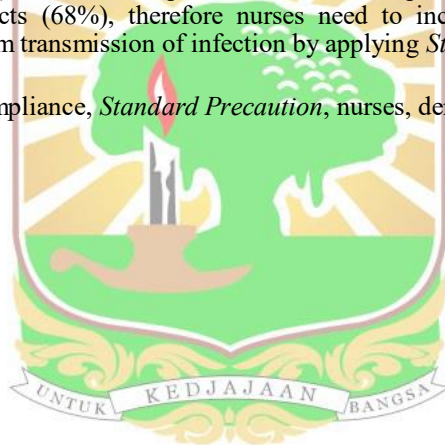 cts (68%), therefore nurses need to inc
m transmission of infection by applying St
mpliance, Standard Precaution, nurses, de
UNTUK KEDJAJAAN BANGSA